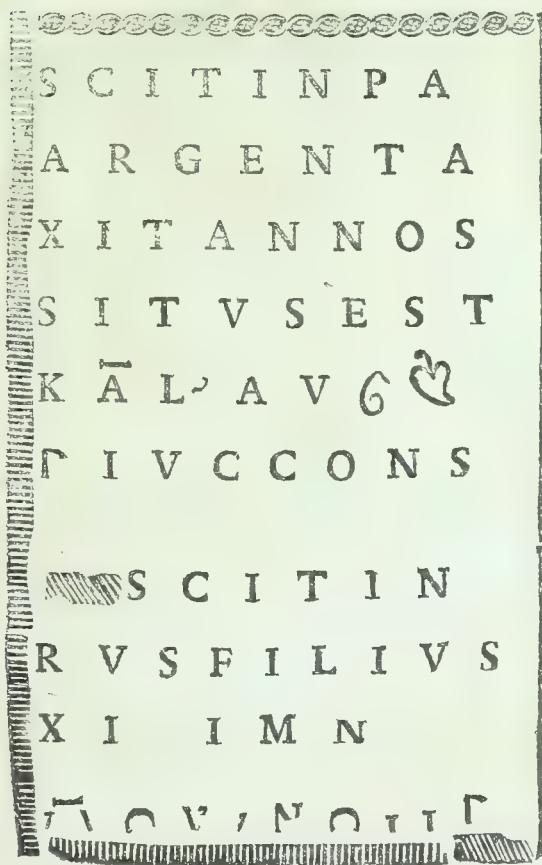 SCITINPA
ARGENTA
XITANNOS
SITVSEST
KĀL AVG
IVCCONS
SCITIN
RVSFILIVS
XI IMN